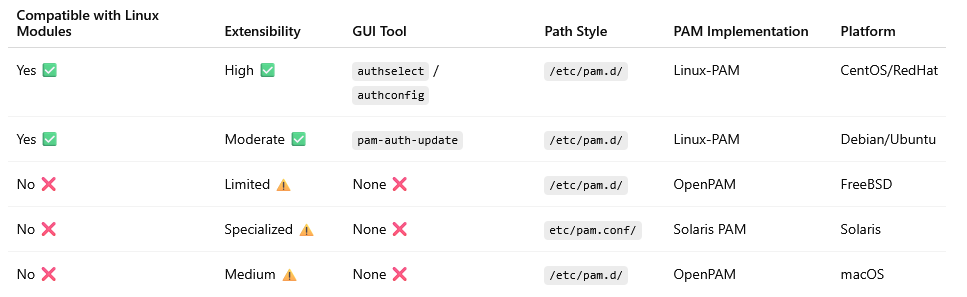 Compatible with Linux Modules Extensibility GUI Tool Path Style PAM Implementation Platform
Yes ✅ High ✅ authselect / authconfig /etc/pam.d/ Linux-PAM CentOS/RedHat
Yes ✅ Moderate ✅ pam-auth-update /etc/pam.d/ Linux-PAM Debian/Ubuntu
No ❌ Limited ⚠️ None ❌ /etc/pam.d/ OpenPAM FreeBSD
No ❌ Specialized ⚠️ None ❌ etc/pam.conf/ Solaris PAM Solaris
No ❌ Medium ⚠️ None ❌ /etc/pam.d/ OpenPAM macOS